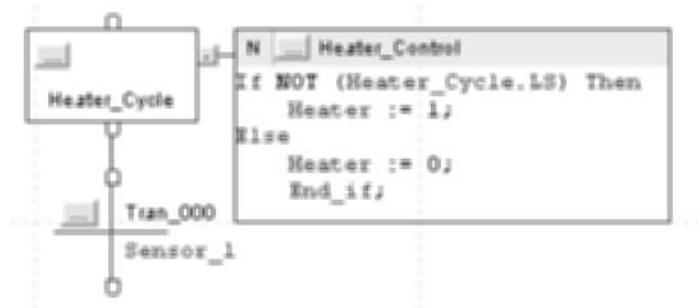 N Heater_Control
Heater_Cycle
If NOT (Heater_Cycle.LS) Then
Heater := 1;
Else
Heater := 0;
End_if;
Tran_000
Sensor_1